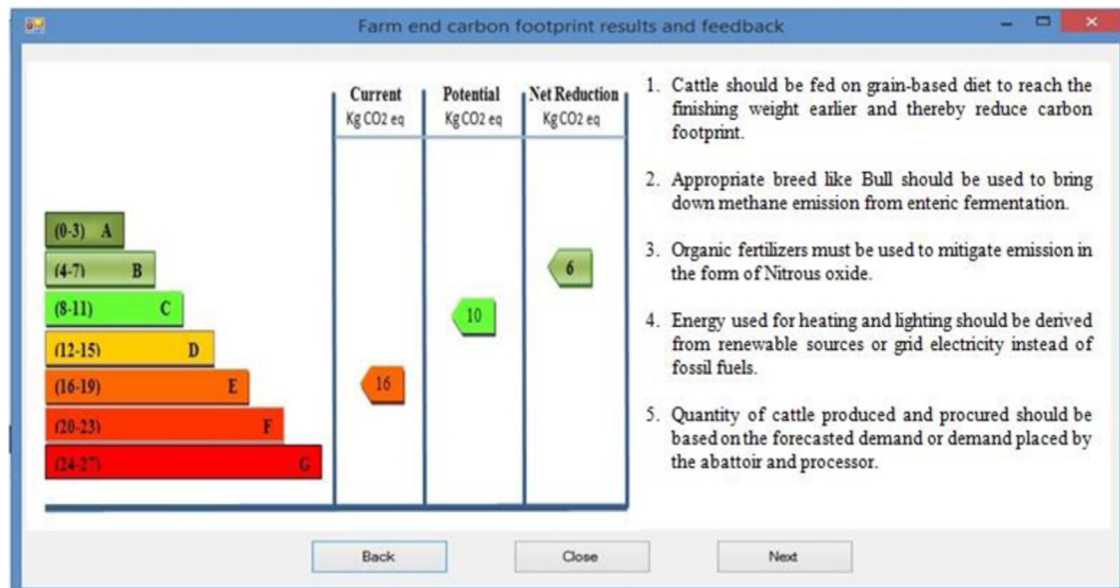 Farm end carbon footprint results and feedback
Current Potential Net Reduction
Kg CO2 eq Kg CO2 eq Kg CO2 eq
(0-3) A
(4-7) B
(8-11) C
(12-15) D
(16-19) E
(20-23) F
(24-27) G
16
10
6
1. Cattle should be fed on grain-based diet to reach the
finishing weight earlier and thereby reduce carbon
footprint.
2. Appropriate breed like Bull should be used to bring
down methane emission from enteric fermentation.
3. Organic fertilizers must be used to mitigate emission in
the form of Nitrous oxide.
4. Energy used for heating and lighting should be derived
from renewable sources or grid electricity instead of
fossil fuels.
5. Quantity of cattle produced and procured should be
based on the forecasted demand or demand placed by
the abattoir and processor.
Back Close Next